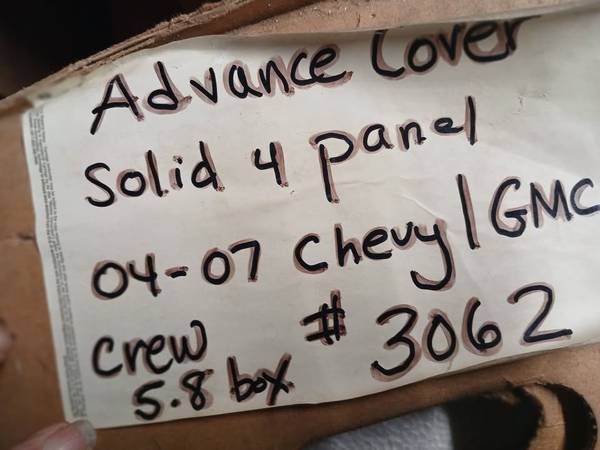 Advance Cover
Solid 4 panel
04-07 Chevy/GMC
crew # 3062
5.8 box